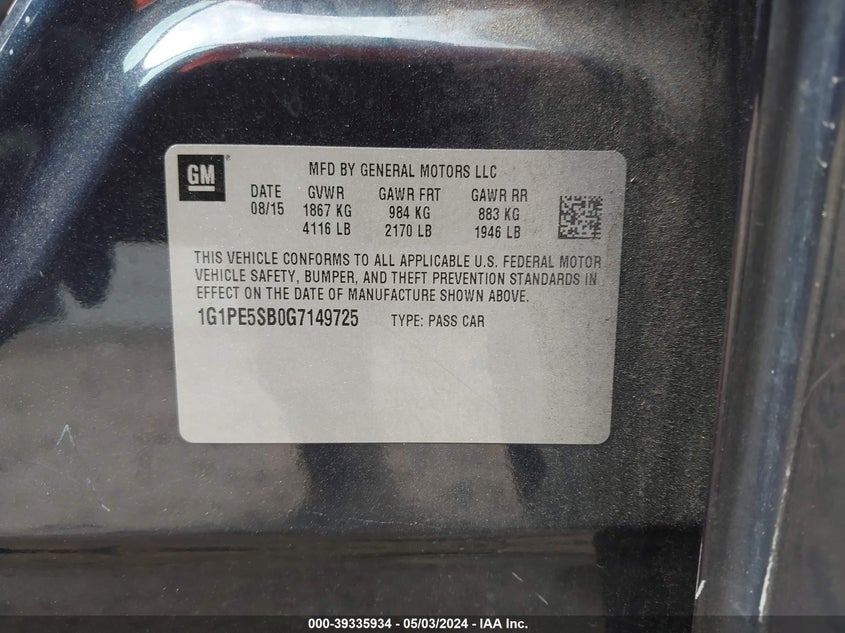 GM ®
MFD BY GENERAL MOTORS LLC
DATE GVWR GAWR FRT GAWR RR
08/15 1867 KG 984 KG 883 KG
4116 LB 2170 LB 1946 LB
THIS VEHICLE CONFORMS TO ALL APPLICABLE U.S. FEDERAL MOTOR
VEHICLE SAFETY, BUMPER, AND THEFT PREVENTION STANDARDS IN
EFFECT ON THE DATE OF MANUFACTURE SHOWN ABOVE.
1G1PE5SB0G7149725 TYPE: PASS CAR
000-39335934 - 05/03/2024 - IAA Inc.